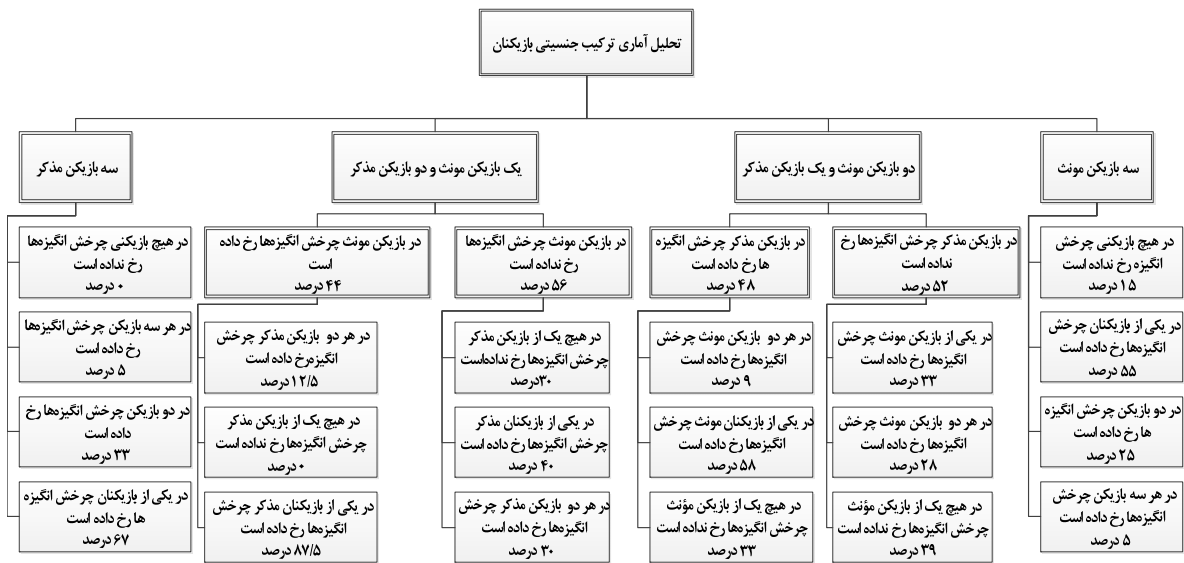 تحلیل آماری ترکیب جنسیتی بازیکنان
سه بازیکن مونث
در هیچ بازیکنی چرخش
انگیزه رخ نداده است
۱۵ درصد
در یکی از بازیکنان چرخش
انگیزه‌ها رخ داده است
۵۵ درصد
در دو بازیکن چرخش انگیزه
ها رخ داده است
۲۵ درصد
در هر سه بازیکن چرخش
انگیزه‌ها رخ داده است
۵ درصد
دو بازیکن مونث و یک بازیکن مذکر
در بازیکن مذکر چرخش انگیزه‌ها رخ
نداده است
۵۲ درصد
در یکی از بازیکن مونث چرخش
انگیزه‌ها رخ داده است
۳۳ درصد
در هر دو بازیکن مونث چرخش
انگیزه‌ها رخ داده است
۲۸ درصد
در هیچ یک از بازیکن مؤنث
چرخش انگیزه‌ها رخ نداده است
۳۹ درصد
در بازیکن مذکر چرخش انگیزه
ها رخ داده است
۴۸ درصد
در هر دو بازیکن مونث چرخش
انگیزه‌ها رخ داده است
۹ درصد
در یکی از بازیکنان مونث چرخش
انگیزه‌ها رخ داده است
۵۸ درصد
در هیچ یک از بازیکن مؤنث
چرخش انگیزه‌ها رخ نداده است
۳۳ درصد
یک بازیکن مونث و دو بازیکن مذکر
در بازیکن مونث چرخش انگیزه‌ها
رخ نداده است
۵۶ درصد
در هیچ یک از بازیکن مذکر
چرخش انگیزه‌ها رخ نداده‌است
۳۰درصد
در یکی از بازیکنان مذکر
چرخش انگیزه‌ها رخ داده است
۴۰ درصد
در هر دو بازیکن مذکر چرخش
انگیزه‌ها رخ داده است
۳۰ درصد
در بازیکن مونث چرخش انگیزه‌ها رخ داده
است
۴۴ درصد
در هر دو بازیکن مذکر چرخش
انگیزه‌رخ داده است
۱۲/۵ درصد
در هیچ یک از بازیکن مذکر
چرخش انگیزه‌ها رخ نداده است
۰ درصد
در یکی از بازیکنان مذکر چرخش
انگیزه‌ها رخ داده است
۸۷/۵ درصد
سه بازیکن مذکر
در هیچ بازیکنی چرخش انگیزه‌ها
رخ نداده است
۰ درصد
در هر سه بازیکن چرخش انگیزه‌ها
رخ داده است
۵ درصد
در دو بازیکن چرخش انگیزه‌ها رخ
داده است
۳۳ درصد
در یکی از بازیکنان چرخش انگیزه
ها رخ داده است
۶۷ درصد